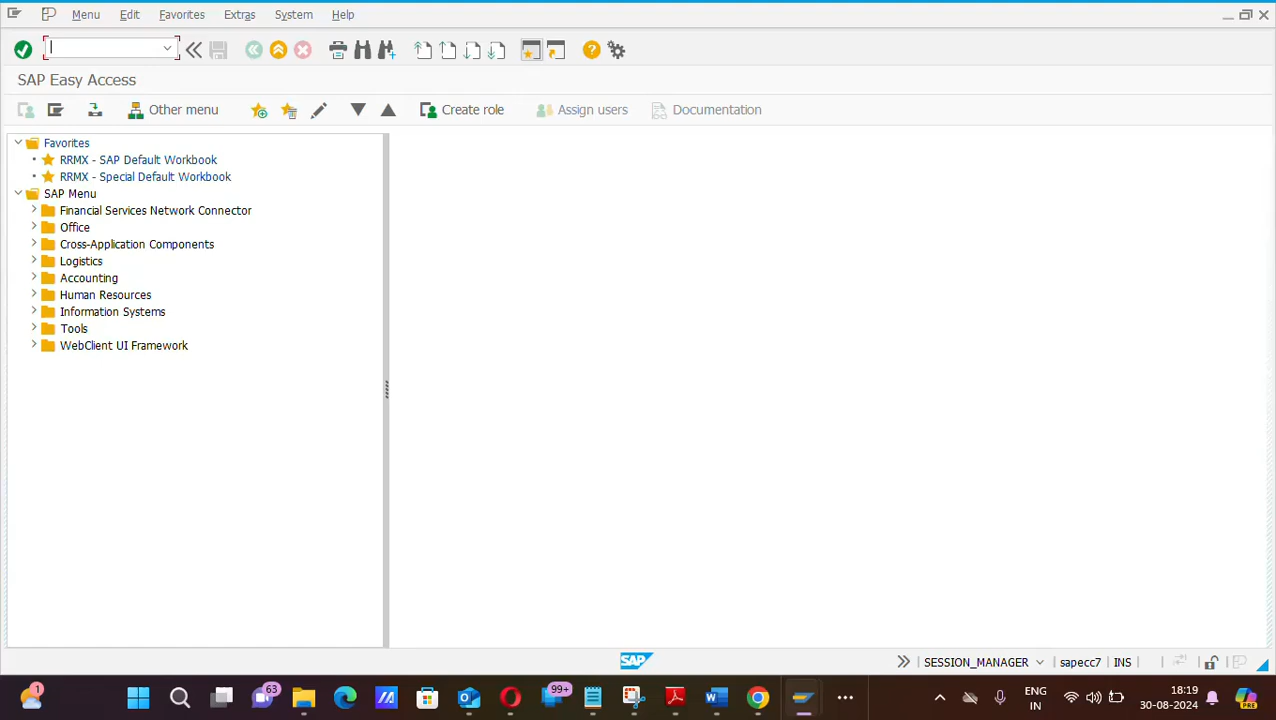 Menu Edit Favorites Extras System Help
SAP Easy Access
Other menu Create role Assign users Documentation
Favorites
RRMX - SAP Default Workbook
RRMX - Special Default Workbook
SAP Menu
Financial Services Network Connector
Office
Cross-Application Components
Logistics
Accounting
Human Resources
Information Systems
Tools
WebClient UI Framework
SAP SESSION_MANAGER sapecc7 INS
1 63 99+ ENG 18:19
IN 30-08-2024 PRE